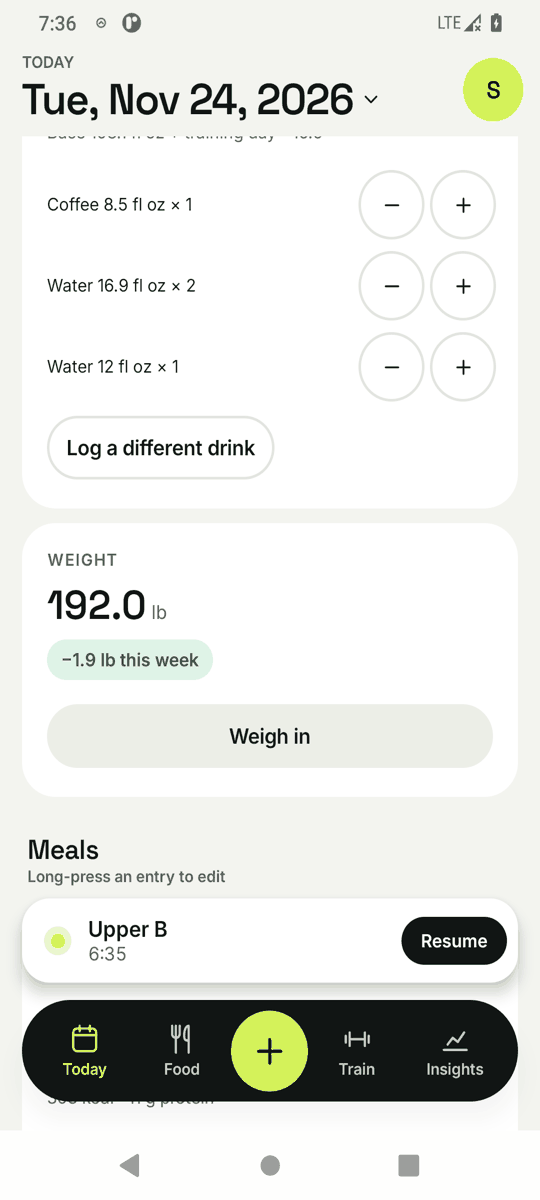 7:36
LTE
TODAY
Tue, Nov 24, 2026
S
Coffee 8.5 fl oz × 1
Water 16.9 fl oz × 2
Water 12 fl oz × 1
Log a different drink
WEIGHT
192.0 lb
−1.9 lb this week
Weigh in
Meals
Long-press an entry to edit
Upper B
6:35
Resume
Today
Food
Train
Insights